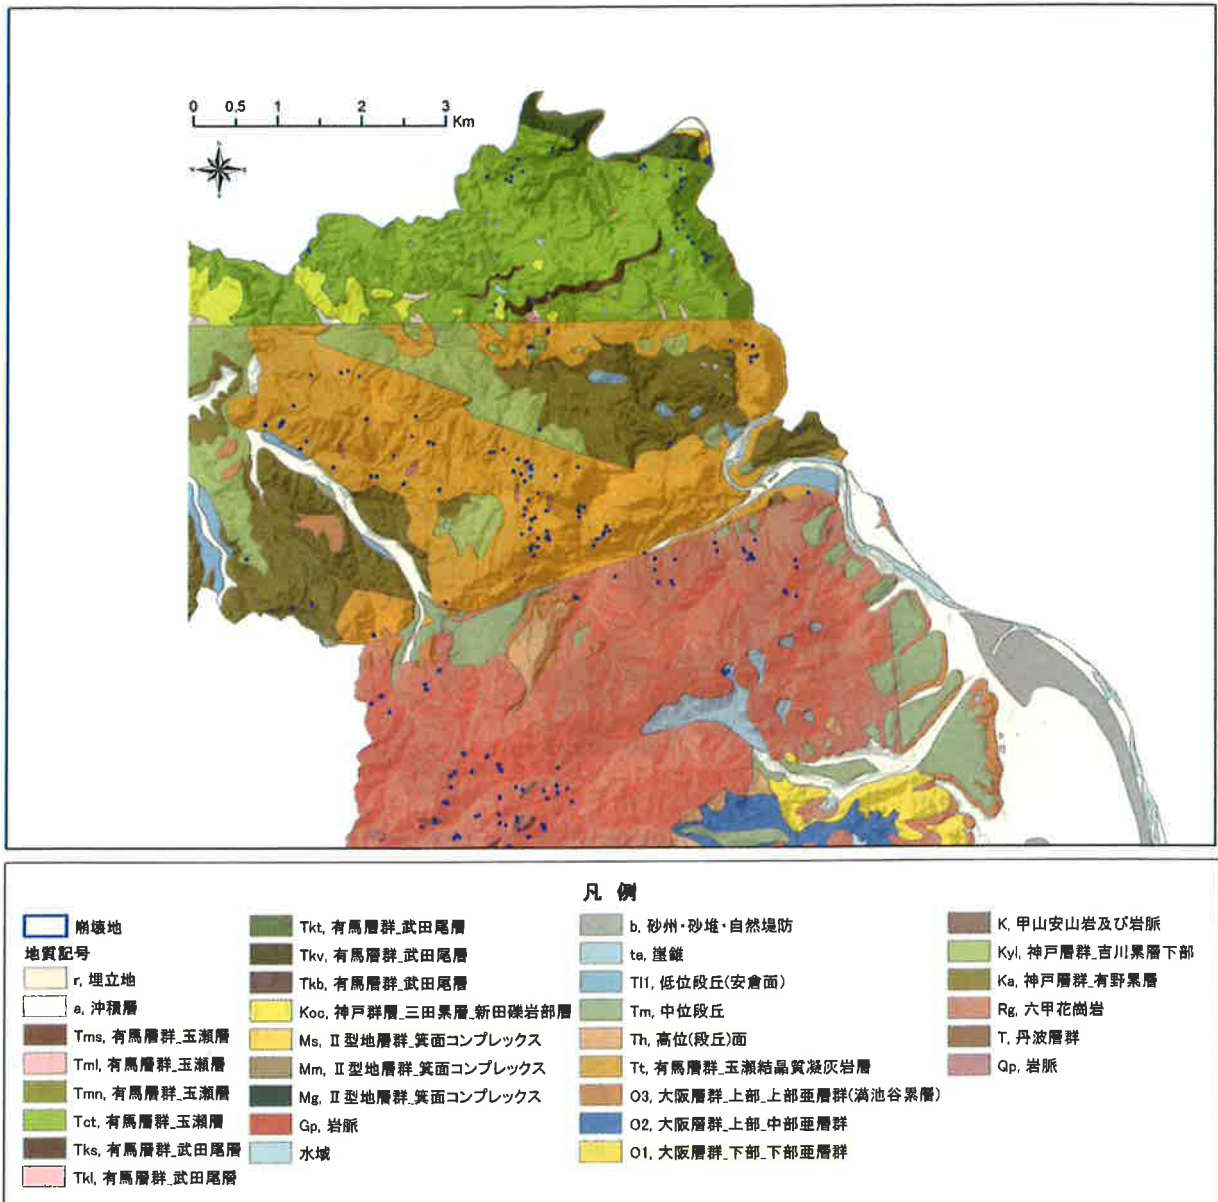 0 0.5 1 2 3
Km
凡 例
崩壊地
地質記号
r, 埋立地
a, 沖積層
Tms, 有馬層群_玉瀬層
Tml, 有馬層群_玉瀬層
Tmn, 有馬層群_玉瀬層
Tct, 有馬層群_玉瀬層
Tks, 有馬層群_武田尾層
Tkl, 有馬層群_武田尾層
Tkt, 有馬層群_武田尾層
Tkv, 有馬層群_武田尾層
Tkb, 有馬層群_武田尾層
Koc, 神戸群層_三田累層_新田礫岩部層
Ms, Ⅱ型地層群_箕面コンプレックス
Mm, Ⅱ型地層群_箕面コンプレックス
Mg, Ⅱ型地層群_箕面コンプレックス
Gp, 岩脈
水域
b, 砂州・砂堆・自然堤防
ta, 崖錐
Tl1, 低位段丘(安倉面)
Tm, 中位段丘
Th, 高位(段丘)面
Tt, 有馬層群_玉瀬結晶質凝灰岩層
O3, 大阪層群_上部_上部亜層群(満池谷累層)
O2, 大阪層群_上部_中部亜層群
O1, 大阪層群_下部_下部亜層群
K, 甲山安山岩及び岩脈
Kyl, 神戸層群_吉川累層下部
Ka, 神戸層群_有野累層
Rg, 六甲花崗岩
T, 丹波層群
Qp, 岩脈